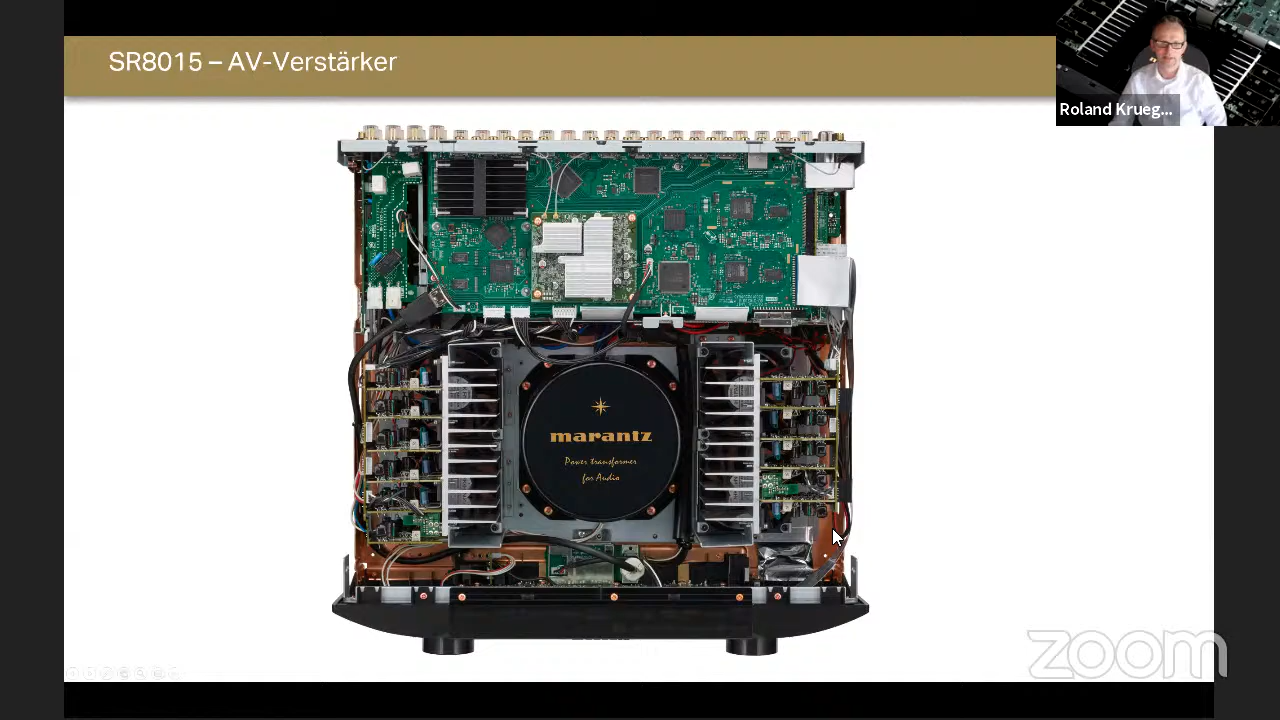 SR8015 – AV-Verstärker
Roland Krueg...
marantz
Power transformer
for Audio
zoom